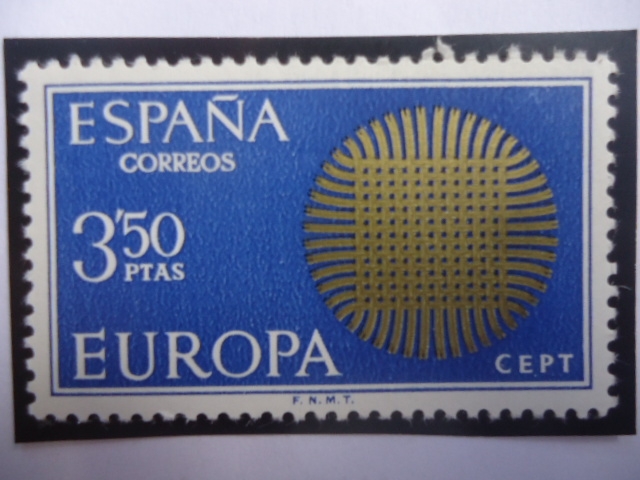 ESPAÑA
CORREOS
3'50
PTAS
EUROPA
CEPT
F. N. M. T.